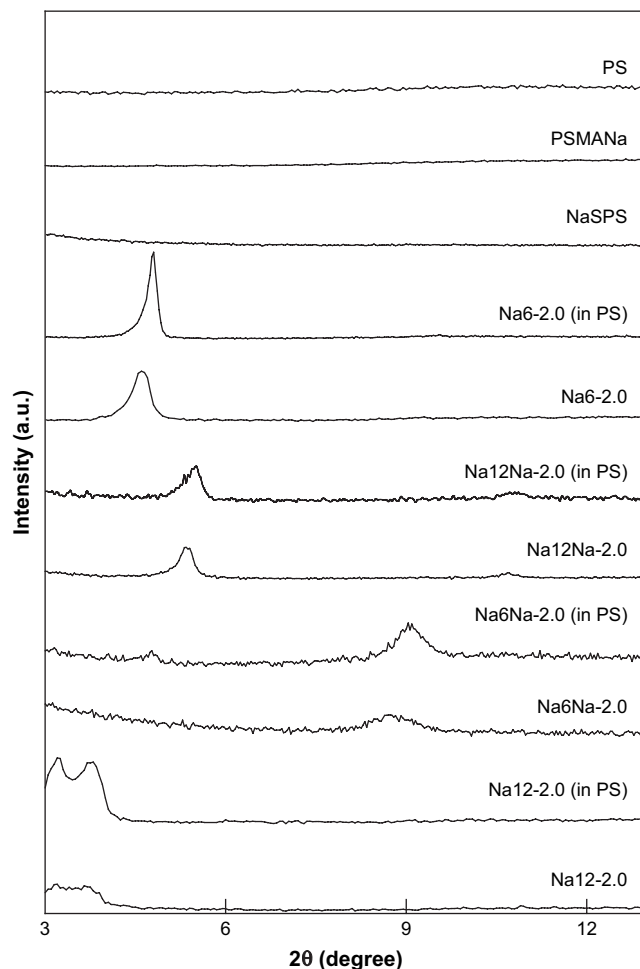 PS
PSMANa
NaSPS
Na6-2.0 (in PS)
Na6-2.0
Na12Na-2.0 (in PS)
Na12Na-2.0
Na6Na-2.0 (in PS)
Na6Na-2.0
Na12-2.0 (in PS)
Na12-2.0
Intensity (a.u.)
3 6 9 12
2θ (degree)